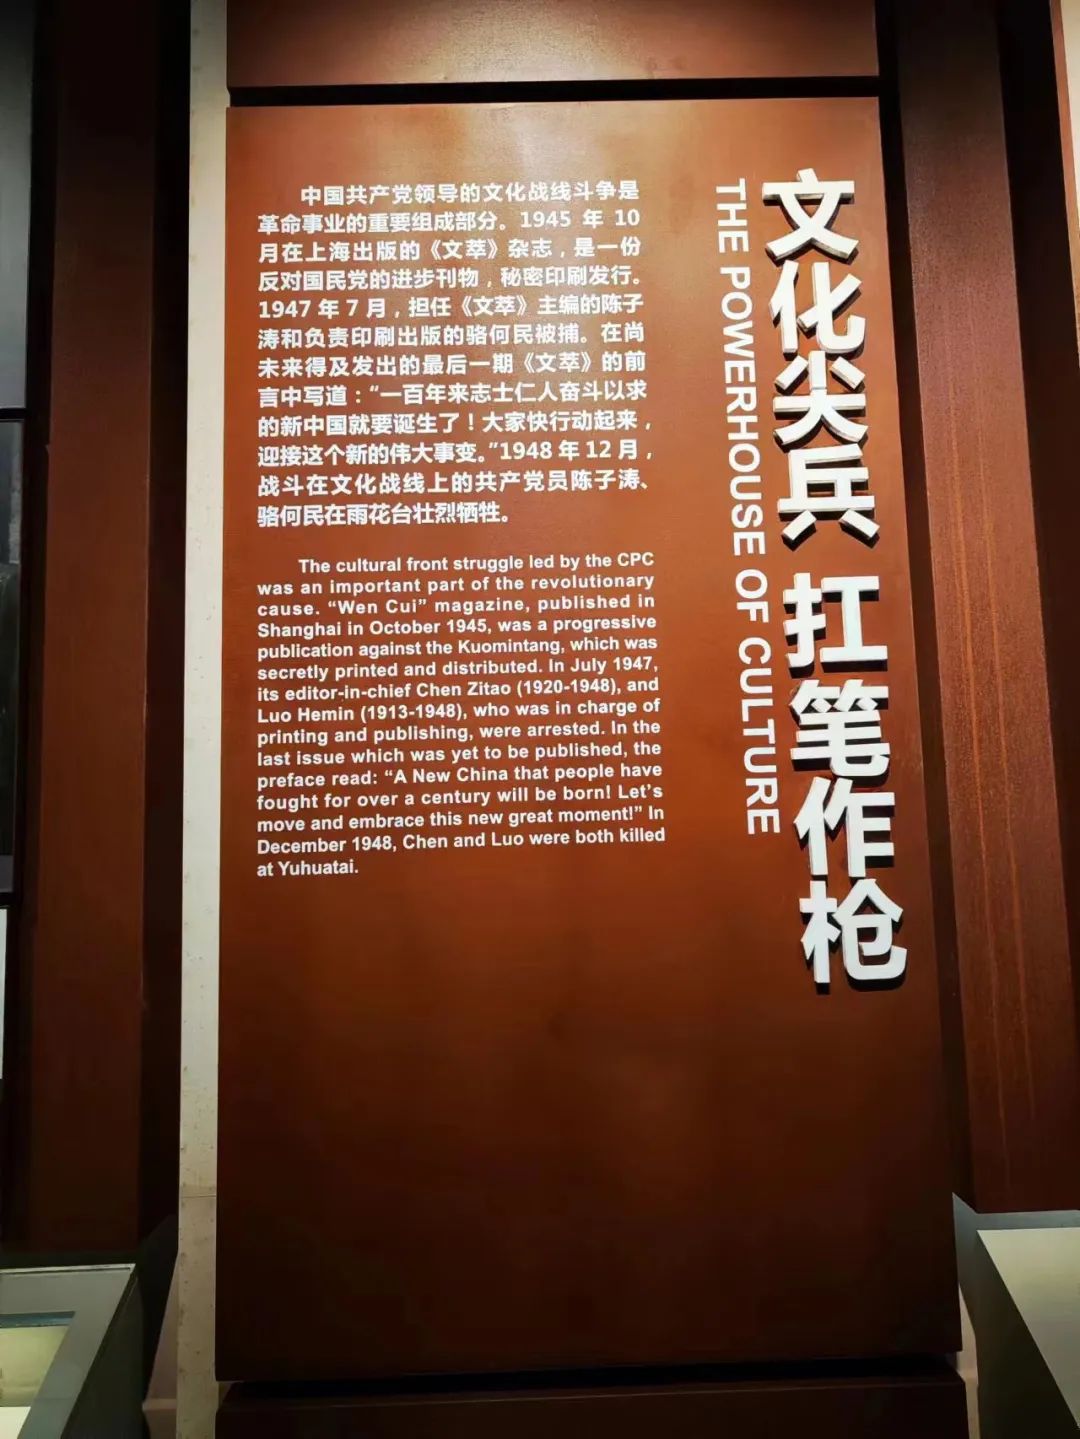 文化尖兵 扛笔作枪
THE POWERHOUSE OF CULTURE
中国共产党领导的文化战线斗争是
革命事业的重要组成部分。1945 年 10
月在上海出版的《文萃》杂志，是一份
反对国民党的进步刊物，秘密印刷发行。
1947 年 7 月，担任《文萃》主编的陈子
涛和负责印刷出版的骆何民被捕。在尚
未来得及发出的最后一期《文萃》的前
言中写道：“一百年来志士仁人奋斗以求
的新中国就要诞生了！大家快行动起来，
迎接这个新的伟大事变。”1948 年 12 月，
战斗在文化战线上的共产党员陈子涛、
骆何民在雨花台壮烈牺牲。
The cultural front struggle led by the CPC
was an important part of the revolutionary
cause. “Wen Cui” magazine, published in
Shanghai in October 1945, was a progressive
publication against the Kuomintang, which was
secretly printed and distributed. In July 1947,
its editor-in-chief Chen Zitao (1920-1948), and
Luo Hemin (1913-1948), who was in charge of
printing and publishing, were arrested. In the
last issue which was yet to be published, the
preface read: “A New China that people have
fought for over a century will be born! Let’s
move and embrace this new great moment!” In
December 1948, Chen and Luo were both killed
at Yuhuatai.